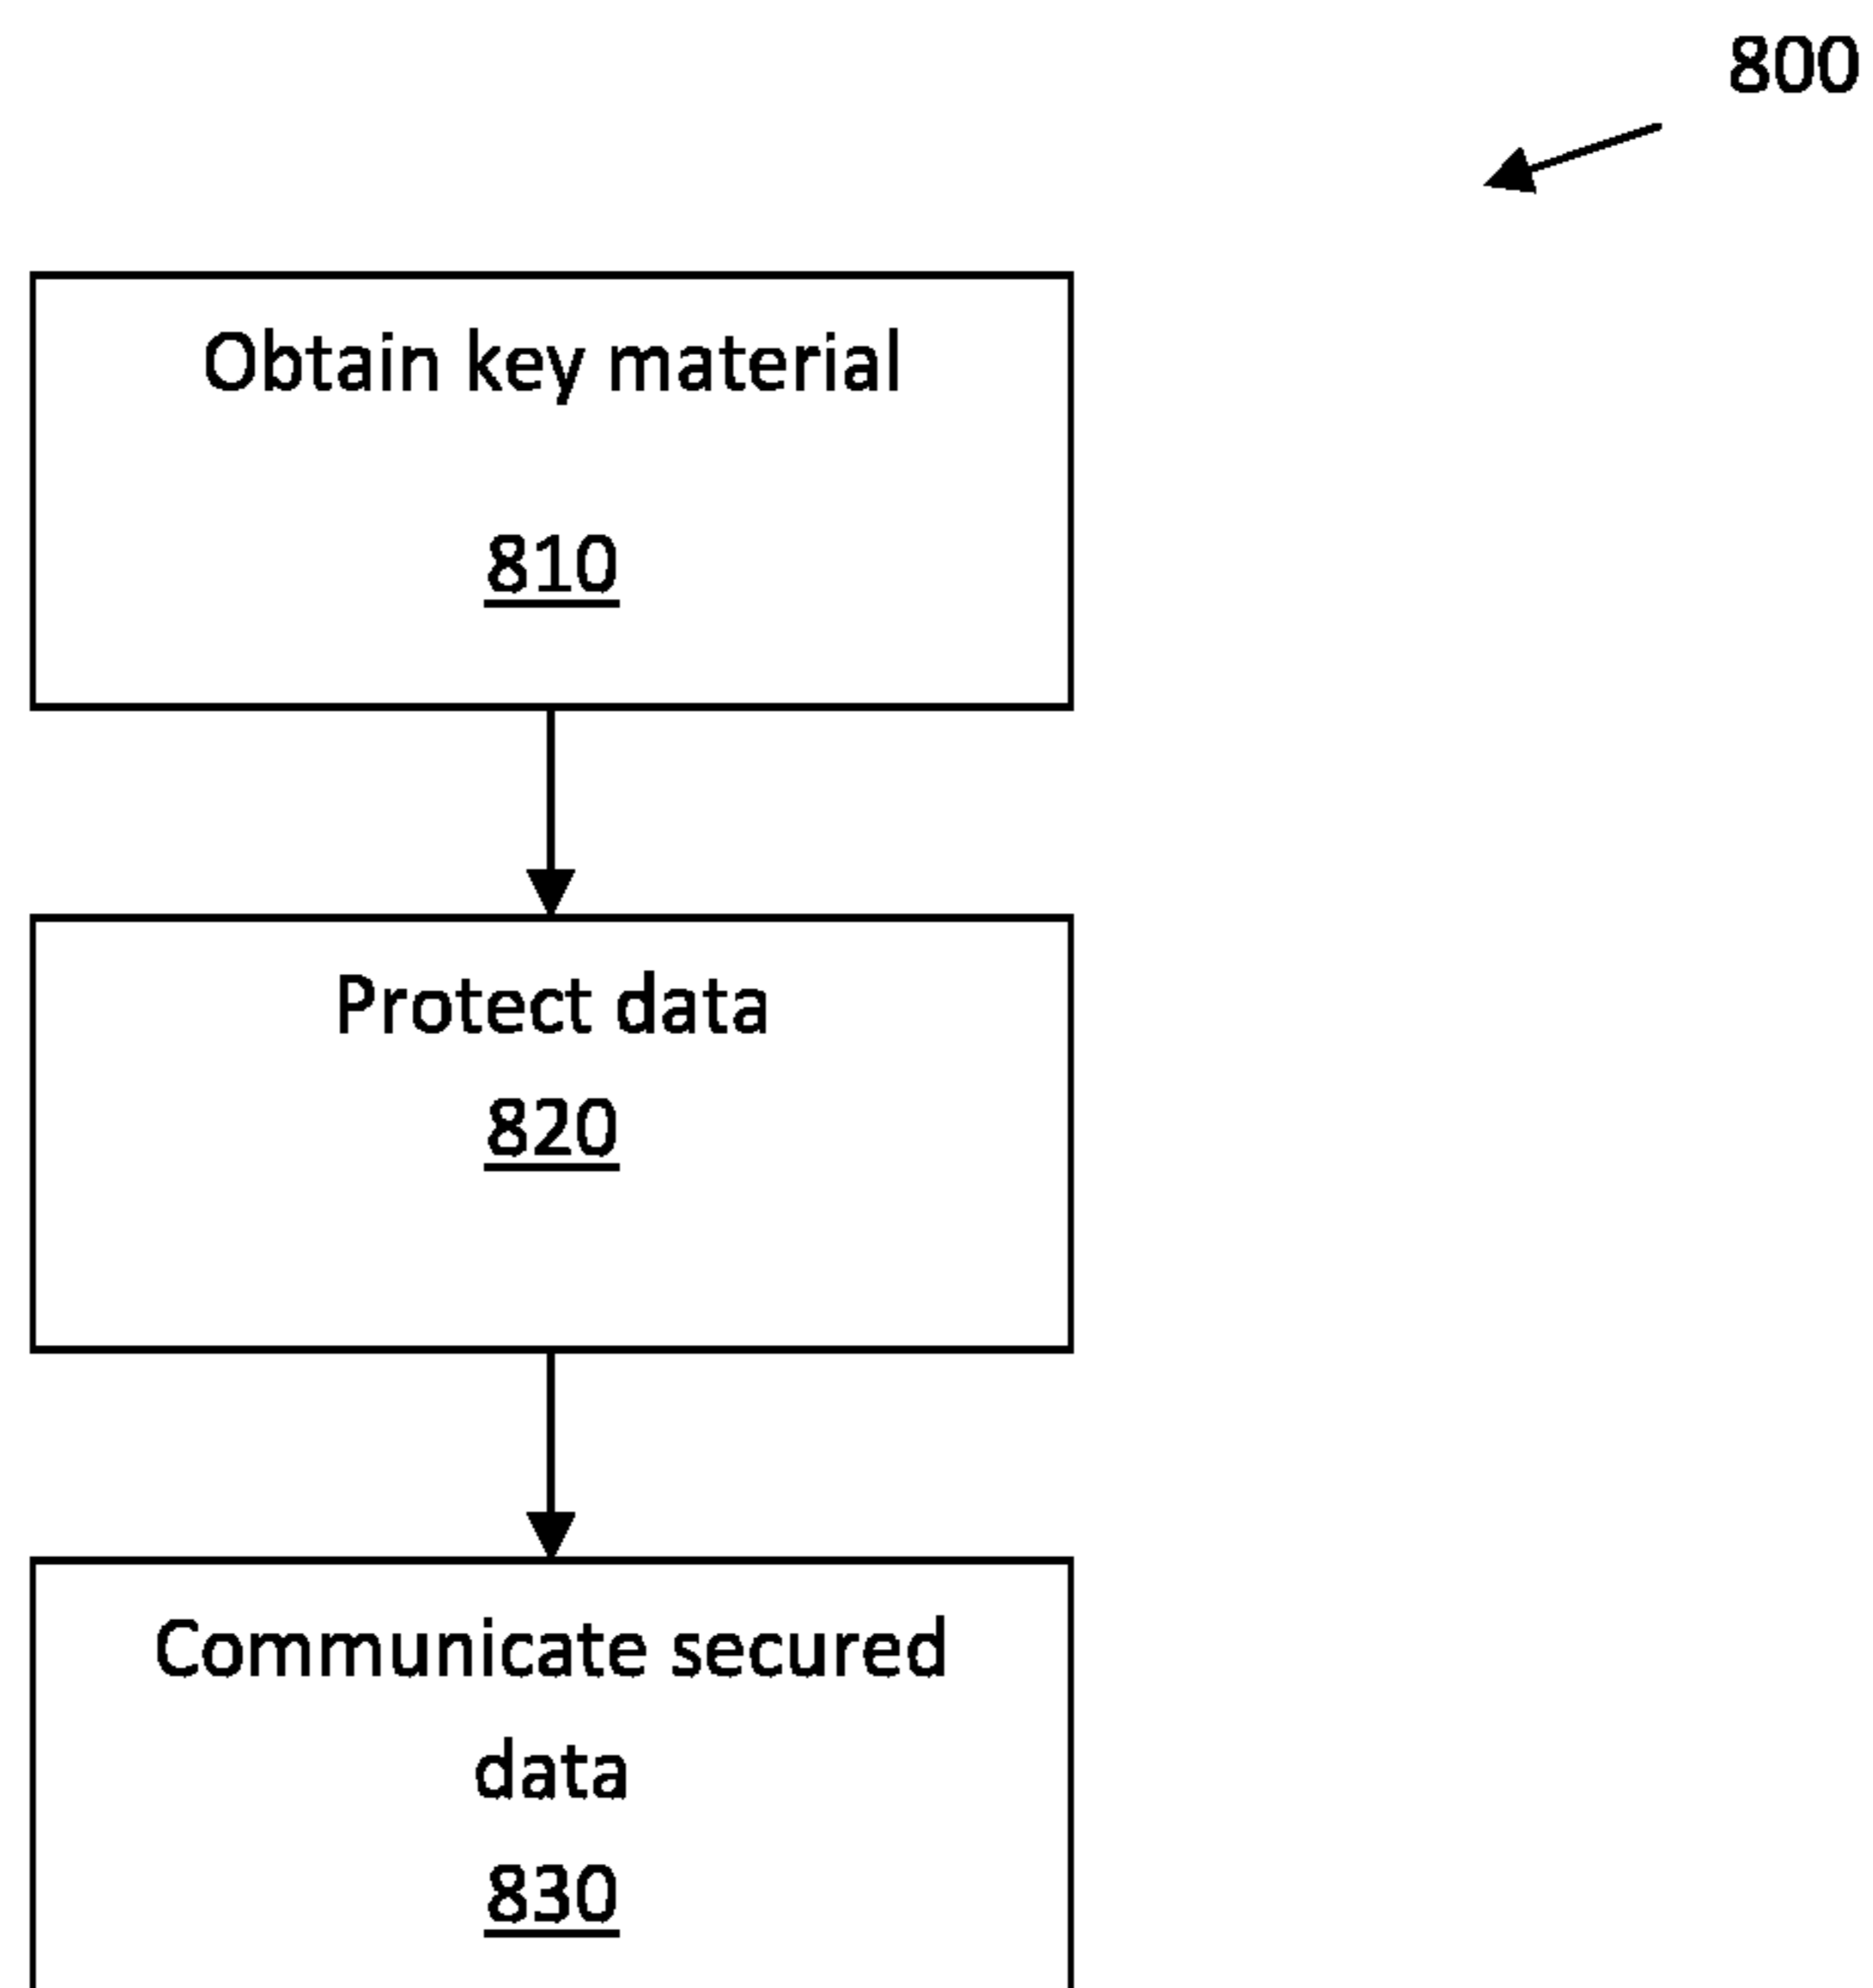 800
Obtain key material
810
Protect data
820
Communicate secured
data
830